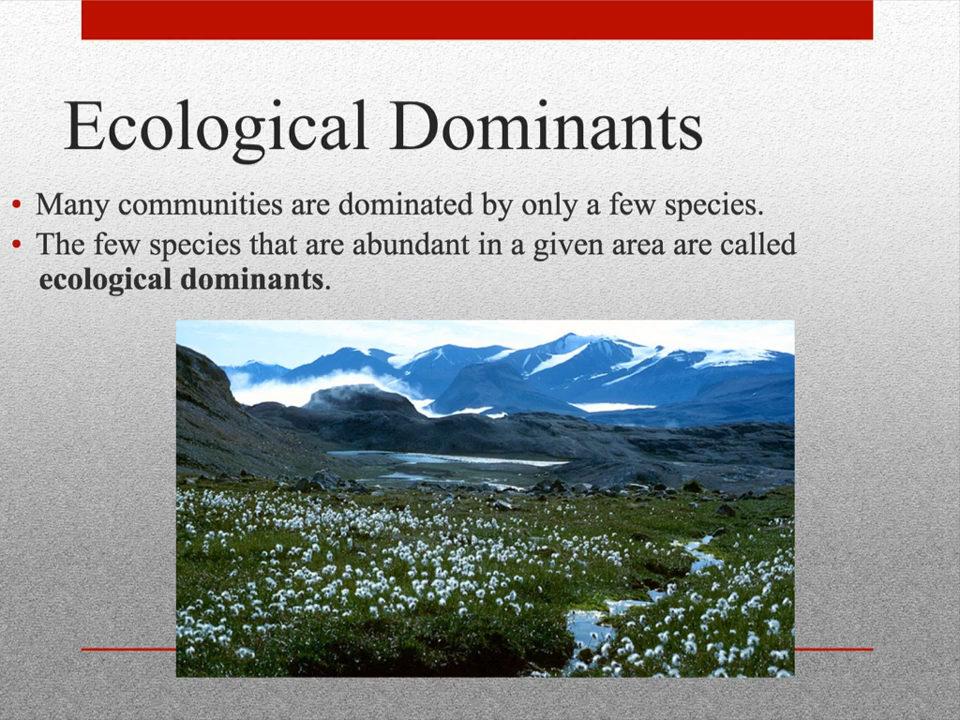 Ecological Dominants
• Many communities are dominated by only a few species.
• The few species that are abundant in a given area are called
ecological dominants.